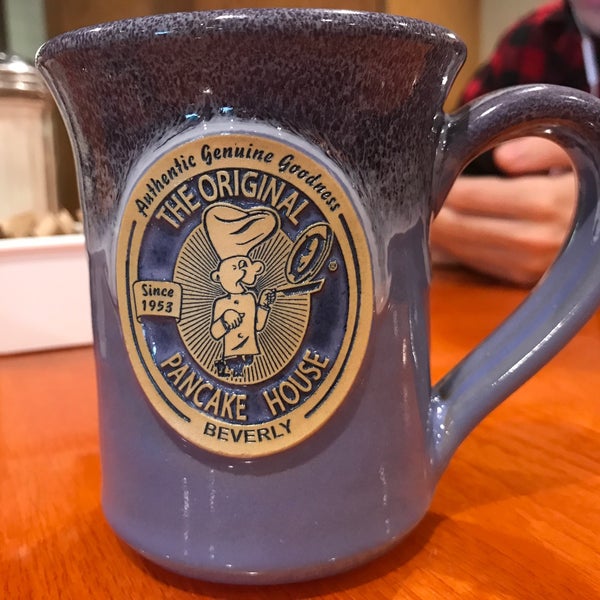 Authentic Genuine Goodness
THE ORIGINAL
Since
1953
®
PANCAKE HOUSE
BEVERLY